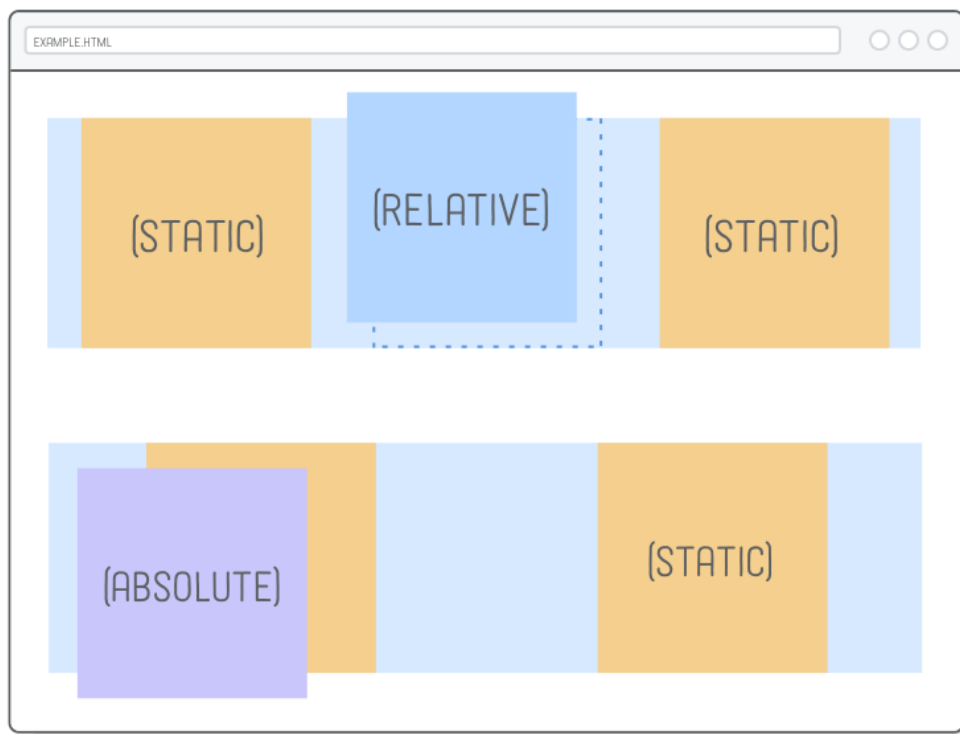 EXAMPLE.HTML
(RELATIVE)
(STATIC)
(STATIC)
(STATIC)
(ABSOLUTE)